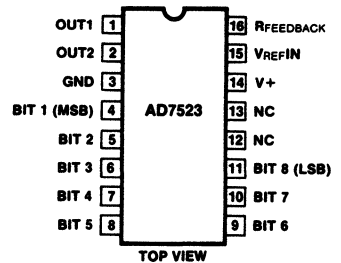 OUT1 1 16 RFEEDBACK
OUT2 2 15 VREFIN
GND 3 14 V+
BIT 1 (MSB) 4 AD7523 13 NC
BIT 2 5 12 NC
BIT 3 6 11 BIT 8 (LSB)
BIT 4 7 10 BIT 7
BIT 5 8 9 BIT 6
TOP VIEW